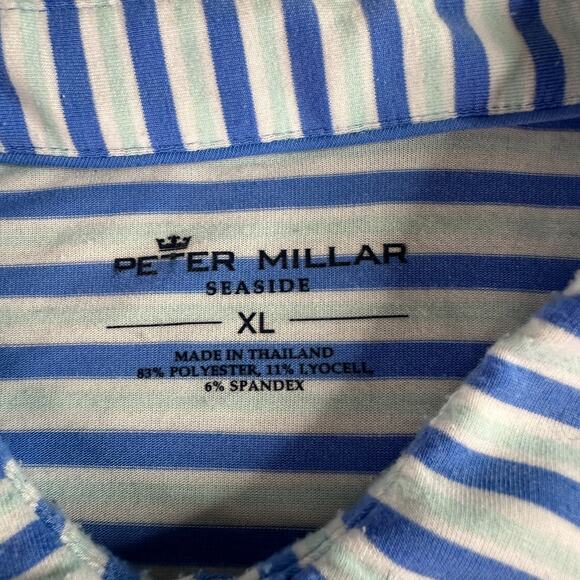 PETER MILLAR
SEASIDE
XL
MADE IN THAILAND
83% POLYESTER, 11% LYOCELL,
6% SPANDEX